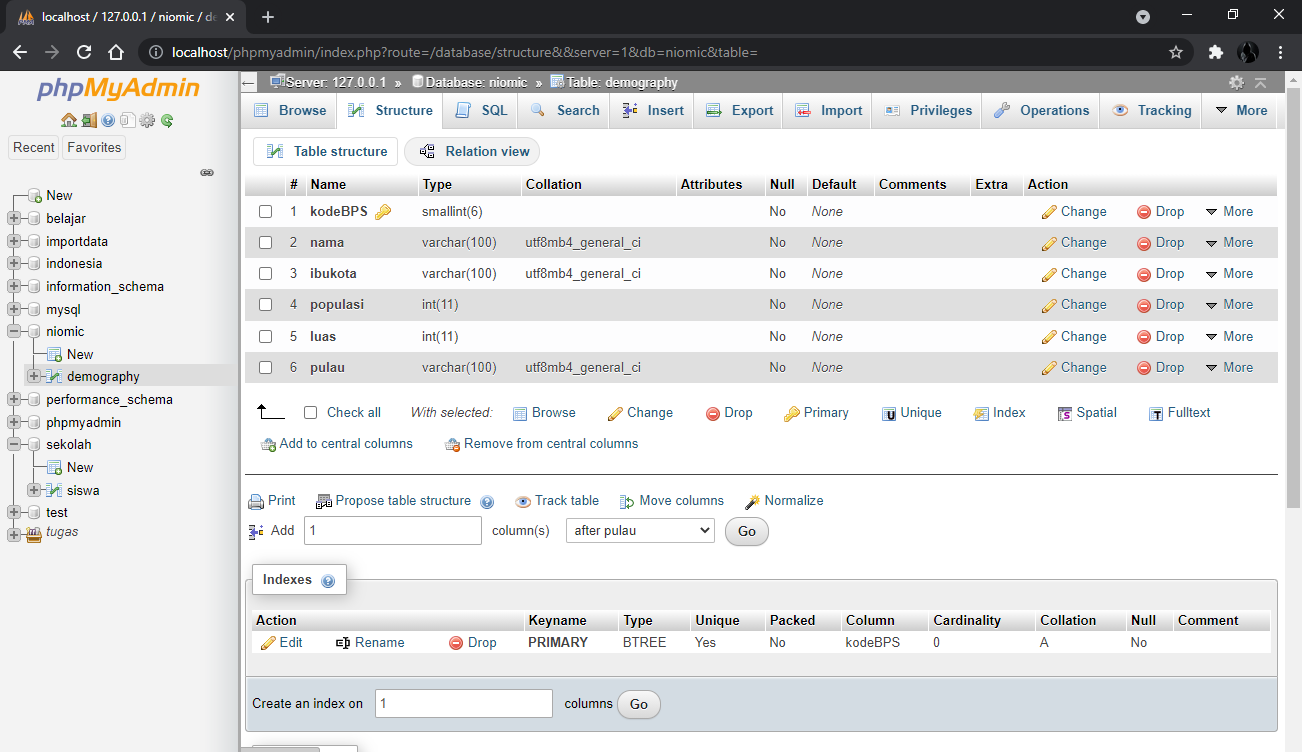 localhost / 127.0.0.1 / niomic / de
localhost/phpmyadmin/index.php?route=/database/structure&&server=1&db=niomic&table=
phpMyAdmin
Recent Favorites
New
belajar
importdata
indonesia
information_schema
mysql
niomic
New
demography
performance_schema
phpmyadmin
sekolah
New
siswa
test
tugas
Server: 127.0.0.1 » Database: niomic » Table: demography
Browse Structure SQL Search Insert Export Import Privileges Operations Tracking More
Table structure Relation view
# Name Type Collation Attributes Null Default Comments Extra Action
1 kodeBPS smallint(6) No None Change Drop More
2 nama varchar(100) utf8mb4_general_ci No None Change Drop More
3 ibukota varchar(100) utf8mb4_general_ci No None Change Drop More
4 populasi int(11) No None Change Drop More
5 luas int(11) No None Change Drop More
6 pulau varchar(100) utf8mb4_general_ci No None Change Drop More
Check all With selected: Browse Change Drop Primary Unique Index Spatial Fulltext
Add to central columns Remove from central columns
Print Propose table structure Track table Move columns Normalize
Add 1 column(s) after pulau Go
Indexes
Action Keyname Type Unique Packed Column Cardinality Collation Null Comment
Edit Rename Drop PRIMARY BTREE Yes No kodeBPS 0 A No
Create an index on 1 columns Go